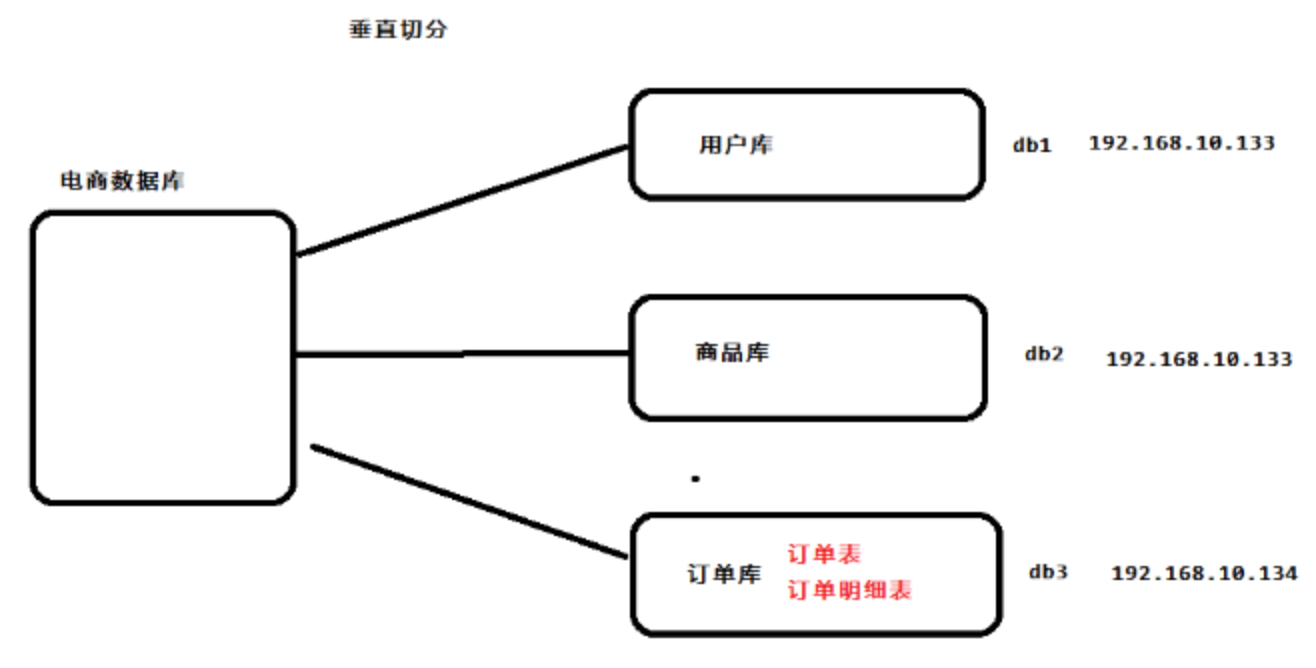 垂直切分
用户库 db1 192.168.10.133
电商数据库
商品库 db2 192.168.10.133
订单表
订单库 db3 192.168.10.134
订单明细表